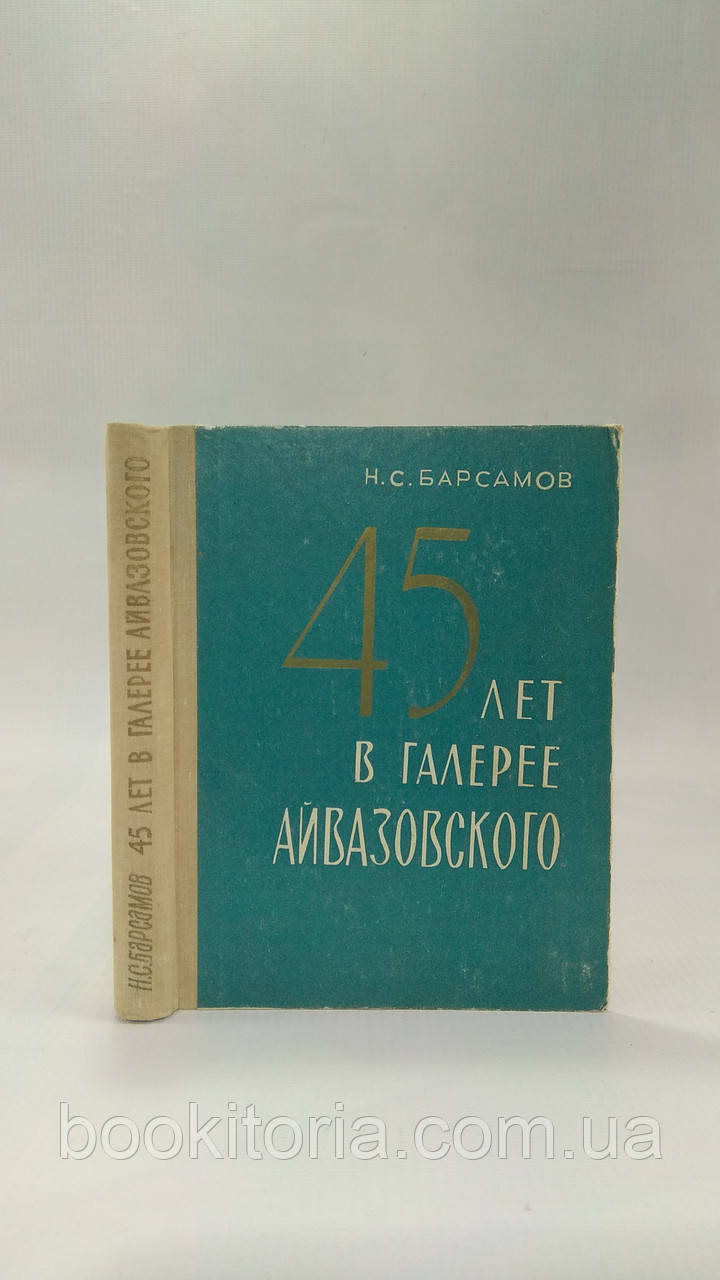 Н.С.Барсамов 45 ЛЕТ В ГАЛЕРЕЕ АЙВАЗОВСКОГО
Н.С.БАРСАМОВ
45 ЛЕТ
В ГАЛЕРЕЕ
АЙВАЗОВСКОГО
bookitoria.com.ua